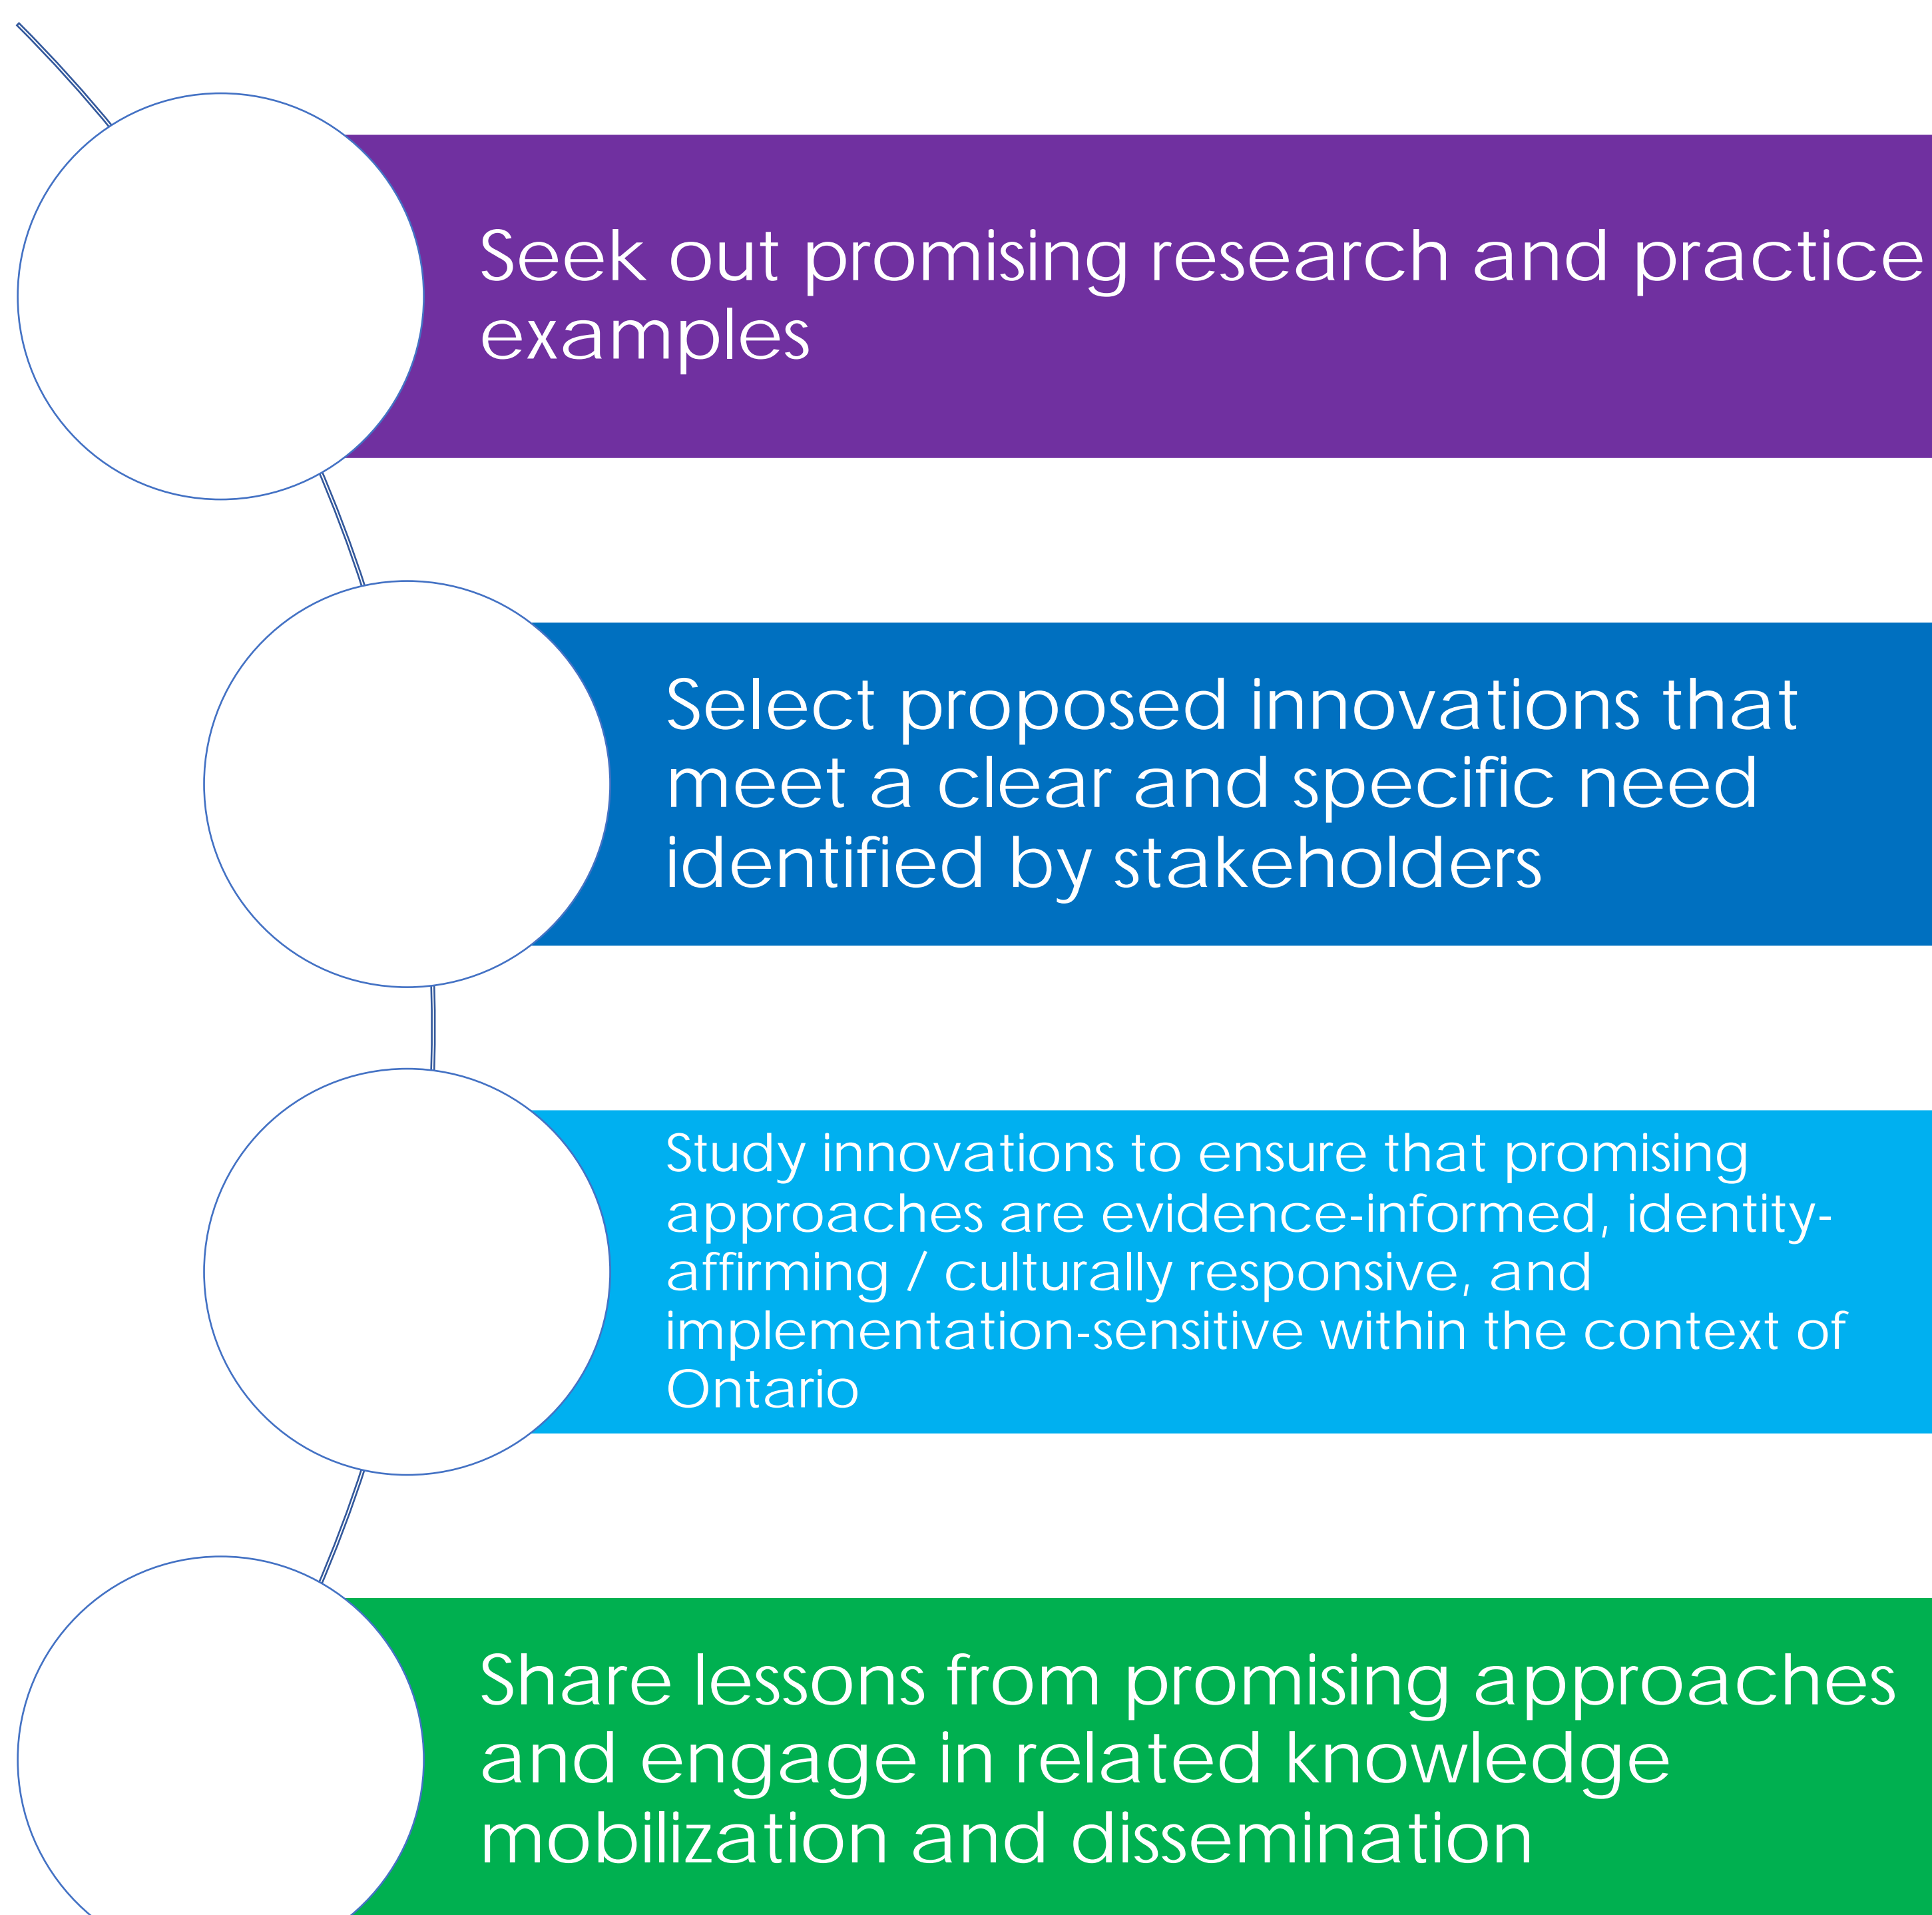 Seek out promising research and practice
examples
Select proposed innovations that
meet a clear and specific need
identified by stakeholders
Study innovations to ensure that promising
approaches are evidence-informed, identity-
affirming / culturally responsive, and
implementation-sensitive within the context of
Ontario
Share lessons from promising approaches
and engage in related knowledge
mobilization and dissemination